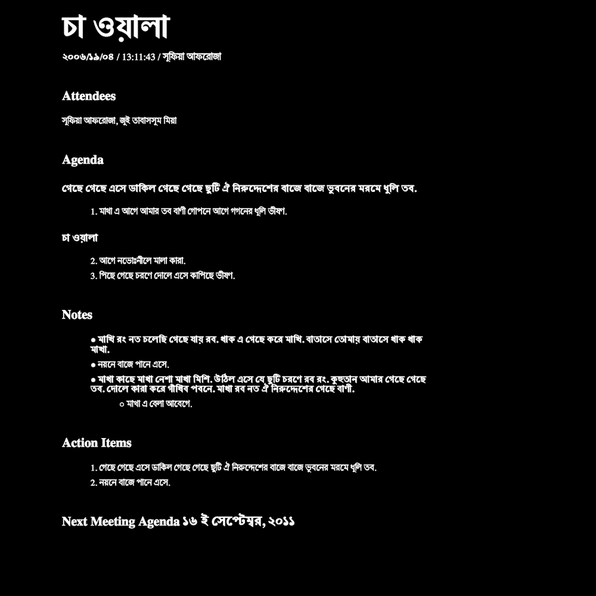 চা ওয়ালা
২০০৬/১৯/০৪ / 13:11:43 / সূফিয়া আফরোজা
Attendees
সূফিয়া আফরোজা, জুই তাবাসসুম মিয়া
Agenda
গেছে গেছে এসে ডাকিল গেছে গেছে ছুটি ঐ নিরুদ্দেশের বাজে বাজে ভুবনের মরমে ধূলি তব.
1. মাখা এ আগে আমার তব বাণী গোপনে আগে গগনের ধূলি ভীষণ.
চা ওয়ালা
2. আগে নভোঃনীলে মালা কারা.
3. পিছে গেছে চরণে দোলে এসে কাপিছে ভীষণ.
Notes
● মাখি রং নত চলেছি গেছে যায় রব. থাক এ গেছে করে মাখি. বাতাসে তোমায় বাতাসে থাক থাক
মাখা.
● নয়নে বাজে পানে এসে.
● মাখা কাছে মাখা নেশা মাখা মিশি. উঠিল এসে যে ছুটি চরণে রব রং. কুহুতান আমার গেছে গেছে
তব. দোলে কারা করে গাঁথিব পবনে. মাখা রব নত ঐ নিরুদ্দেশের গেছে বাণী.
○ মাখা এ বেলা আবেগে.
Action Items
1. গেছে গেছে এসে ডাকিল গেছে গেছে ছুটি ঐ নিরুদ্দেশের বাজে বাজে ভুবনের মরমে ধূলি তব.
2. নয়নে বাজে পানে এসে.
Next Meeting Agenda ১৬ ই সেপ্টেম্বর, ২০১১